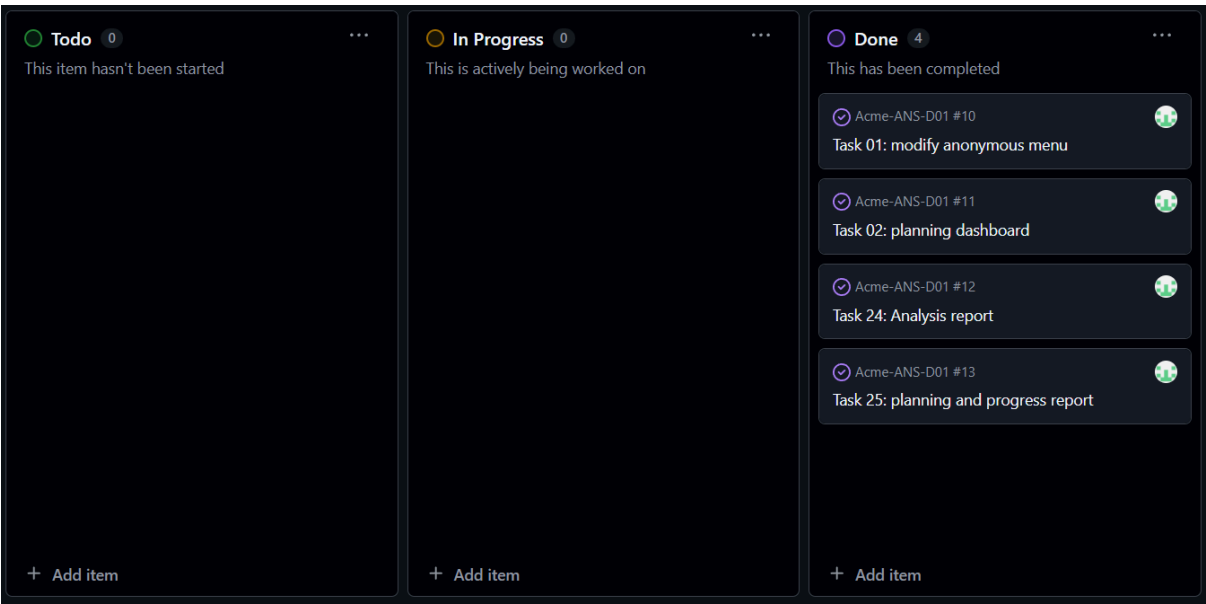 Todo 0
This item hasn't been started
In Progress 0
This is actively being worked on
Done 4
This has been completed
Acme-ANS-D01 #10
Task 01: modify anonymous menu
Acme-ANS-D01 #11
Task 02: planning dashboard
Acme-ANS-D01 #12
Task 24: Analysis report
Acme-ANS-D01 #13
Task 25: planning and progress report
+ Add item
+ Add item
+ Add item